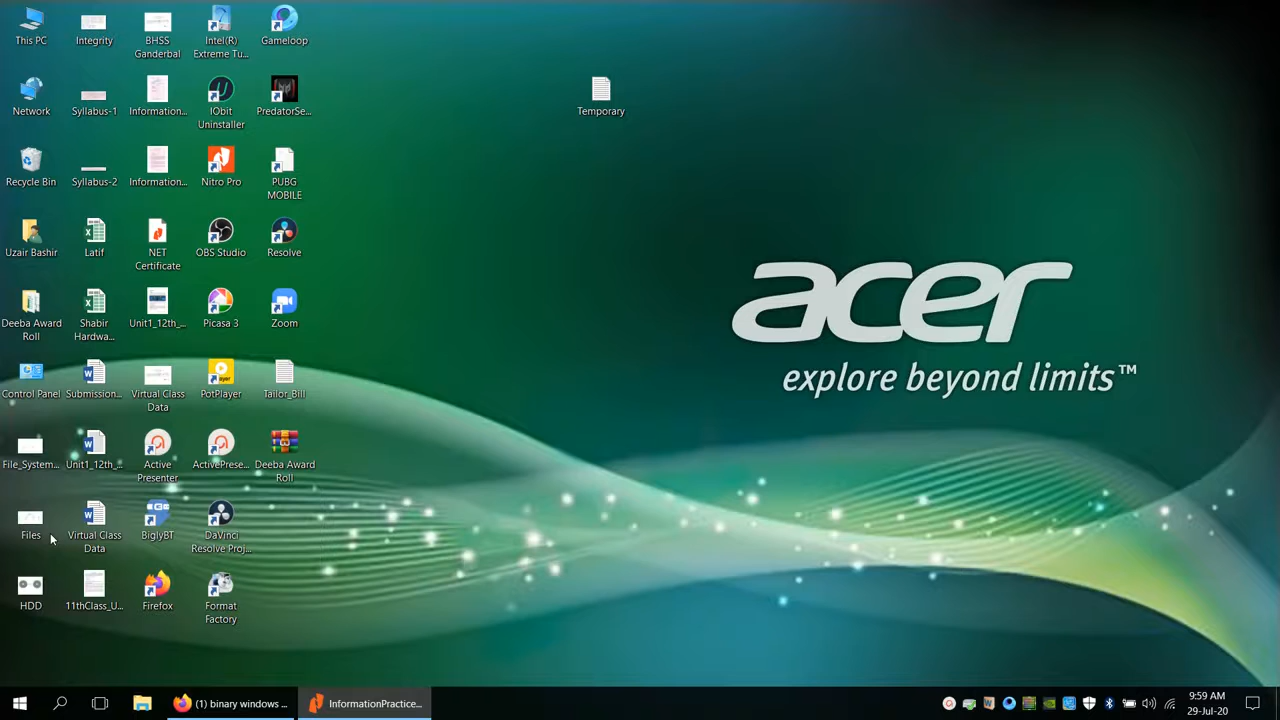 This PC
Integrity
BHSS
Ganderbal
Intel(R)
Extreme Tu...
Gameloop
Temporary
Network
Syllabus-1
Information...
IObit
Uninstaller
PredatorSe...
Recycle Bin
Syllabus-2
Information...
Nitro Pro
PUBG
MOBILE
Uzair Bashir
Latif
NET
Certificate
OBS Studio
Resolve
Deeba Award
Roll
Shabir
Hardwa...
Unit1_12th_...
Picasa 3
Zoom
Control Panel
Submission...
Virtual Class
Data
PotPlayer
Tailor_Bill
File_System...
Unit1_12th_...
Active
Presenter
ActivePrese...
Deeba Award
Roll
Files
Virtual Class
Data
BiglyBT
DaVinci
Resolve Proj...
HDD
11thClass_U...
Firefox
Format
Factory
acer
explore beyond limits™
(1) binary windows ...
InformationPractice...
9:59 AM
29-Jul-20